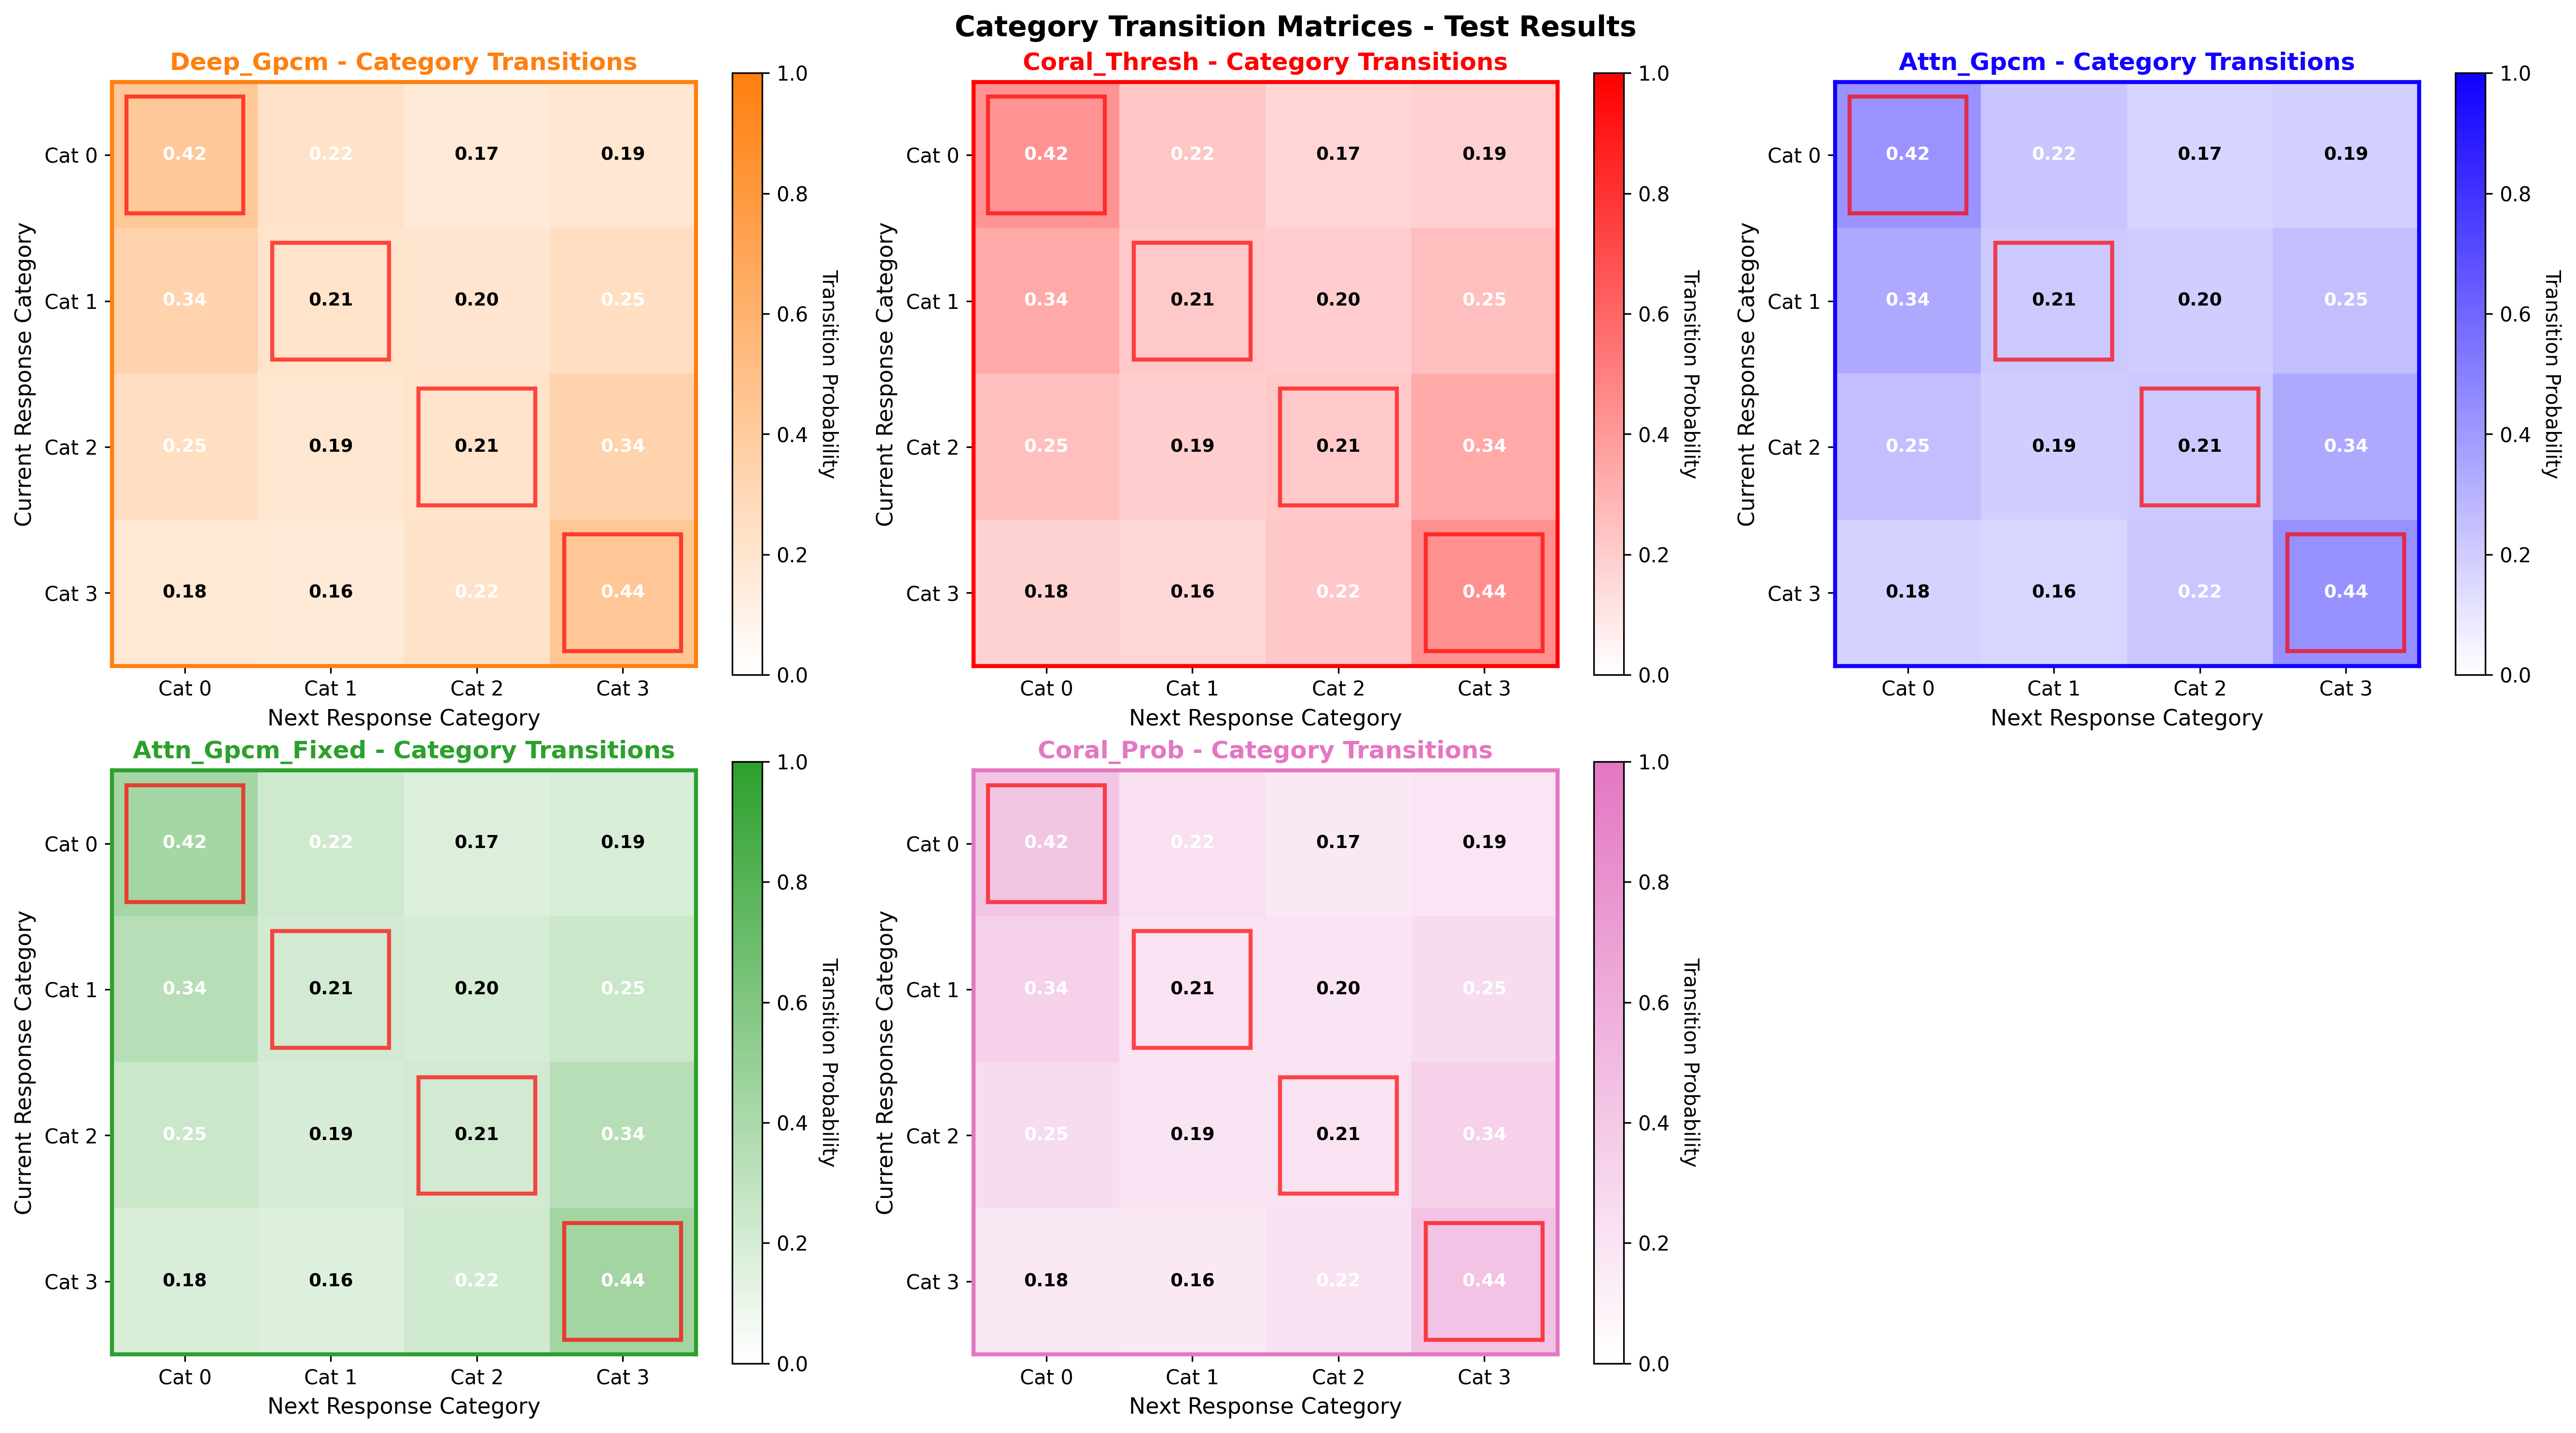 Category Transition Matrices - Test Results
Deep_Gpcm - Category Transitions
Current Response Category
Cat 0 0.42 0.22 0.17 0.19
Cat 1 0.34 0.21 0.20 0.25
Cat 2 0.25 0.19 0.21 0.34
Cat 3 0.18 0.16 0.22 0.44
Cat 0 Cat 1 Cat 2 Cat 3
Next Response Category
1.0
0.8
0.6
0.4
0.2
0.0
Transition Probability
Coral_Thresh - Category Transitions
Current Response Category
Cat 0 0.42 0.22 0.17 0.19
Cat 1 0.34 0.21 0.20 0.25
Cat 2 0.25 0.19 0.21 0.34
Cat 3 0.18 0.16 0.22 0.44
Cat 0 Cat 1 Cat 2 Cat 3
Next Response Category
1.0
0.8
0.6
0.4
0.2
0.0
Transition Probability
Attn_Gpcm - Category Transitions
Current Response Category
Cat 0 0.42 0.22 0.17 0.19
Cat 1 0.34 0.21 0.20 0.25
Cat 2 0.25 0.19 0.21 0.34
Cat 3 0.18 0.16 0.22 0.44
Cat 0 Cat 1 Cat 2 Cat 3
Next Response Category
1.0
0.8
0.6
0.4
0.2
0.0
Transition Probability
Attn_Gpcm_Fixed - Category Transitions
Current Response Category
Cat 0 0.42 0.22 0.17 0.19
Cat 1 0.34 0.21 0.20 0.25
Cat 2 0.25 0.19 0.21 0.34
Cat 3 0.18 0.16 0.22 0.44
Cat 0 Cat 1 Cat 2 Cat 3
Next Response Category
1.0
0.8
0.6
0.4
0.2
0.0
Transition Probability
Coral_Prob - Category Transitions
Current Response Category
Cat 0 0.42 0.22 0.17 0.19
Cat 1 0.34 0.21 0.20 0.25
Cat 2 0.25 0.19 0.21 0.34
Cat 3 0.18 0.16 0.22 0.44
Cat 0 Cat 1 Cat 2 Cat 3
Next Response Category
1.0
0.8
0.6
0.4
0.2
0.0
Transition Probability